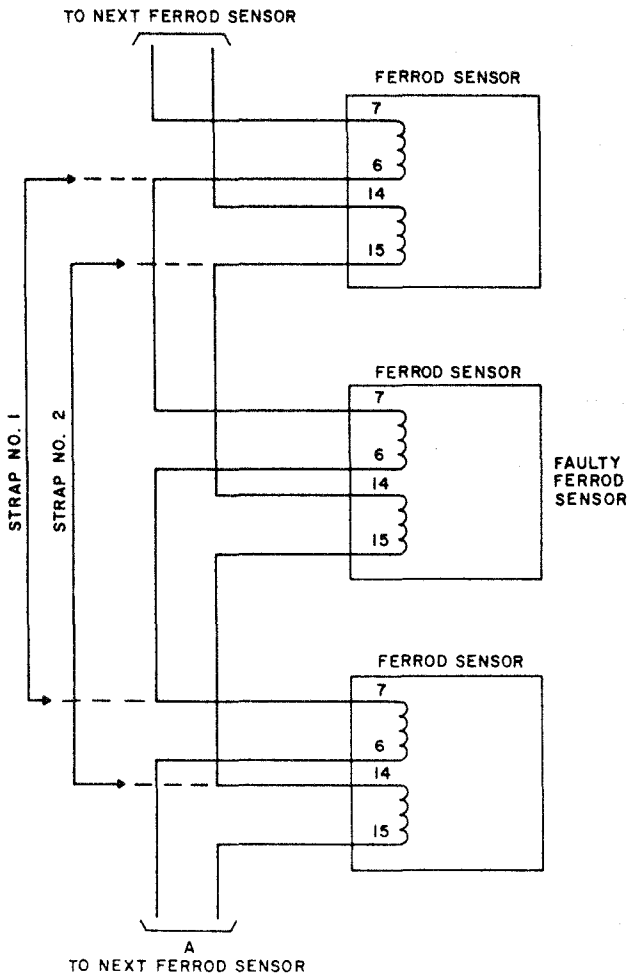 TO NEXT FERROD SENSOR
FERROD SENSOR
7
6
14
15
FERROD SENSOR
7
6
14
15
FAULTY
FERROD
SENSOR
STRAP NO. 1
STRAP NO. 2
FERROD SENSOR
7
6
14
15
A
TO NEXT FERROD SENSOR